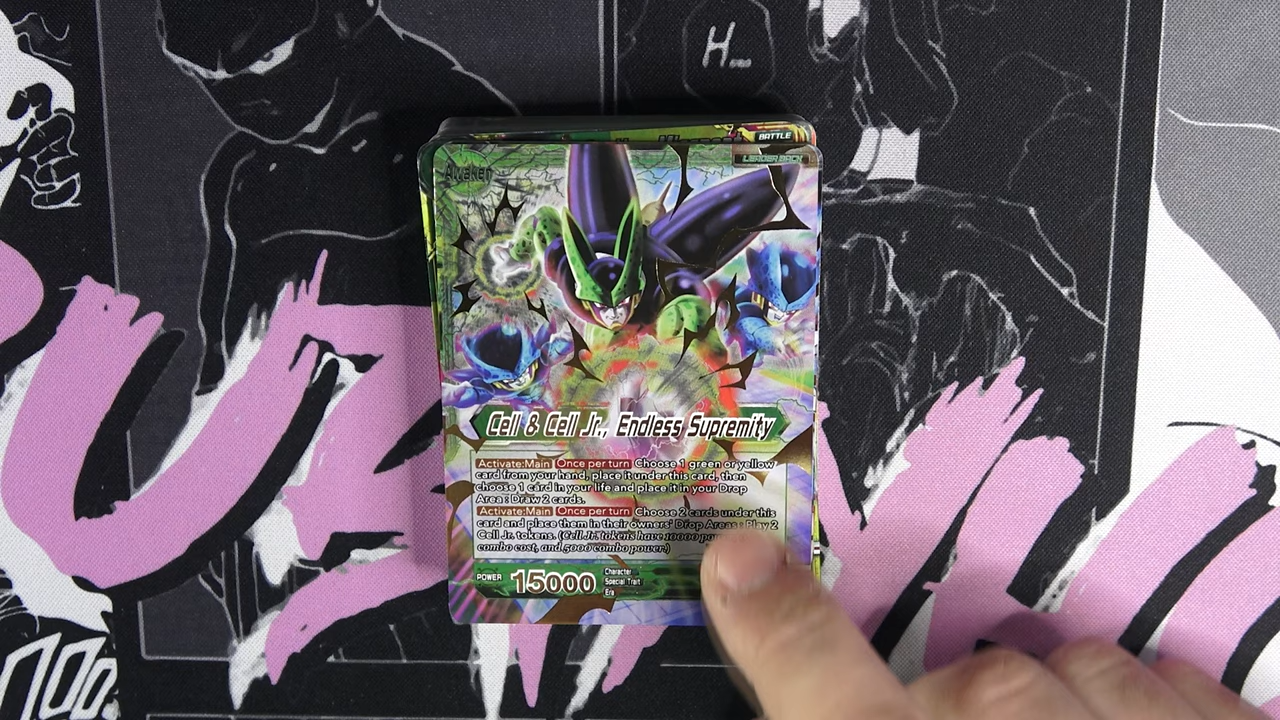 H...
BATTLE
LEADER BACK
Awaken
Cell & Cell Jr., Endless Supremity
Activate:Main Once per turn Choose 1 green or yellow
card from your hand, place it under this card, then
choose 1 card in your life and place it in your Drop
Area : Draw 2 cards.
Activate:Main Once per turn Choose 2 cards under this
card and place them in their owners' Drop Areas : Play 2
Cell Jr. tokens. (Cell Jr. tokens have 10000
combo cost, and 5000 combo power.)
POWER 15000
Character
Special Trait
Era